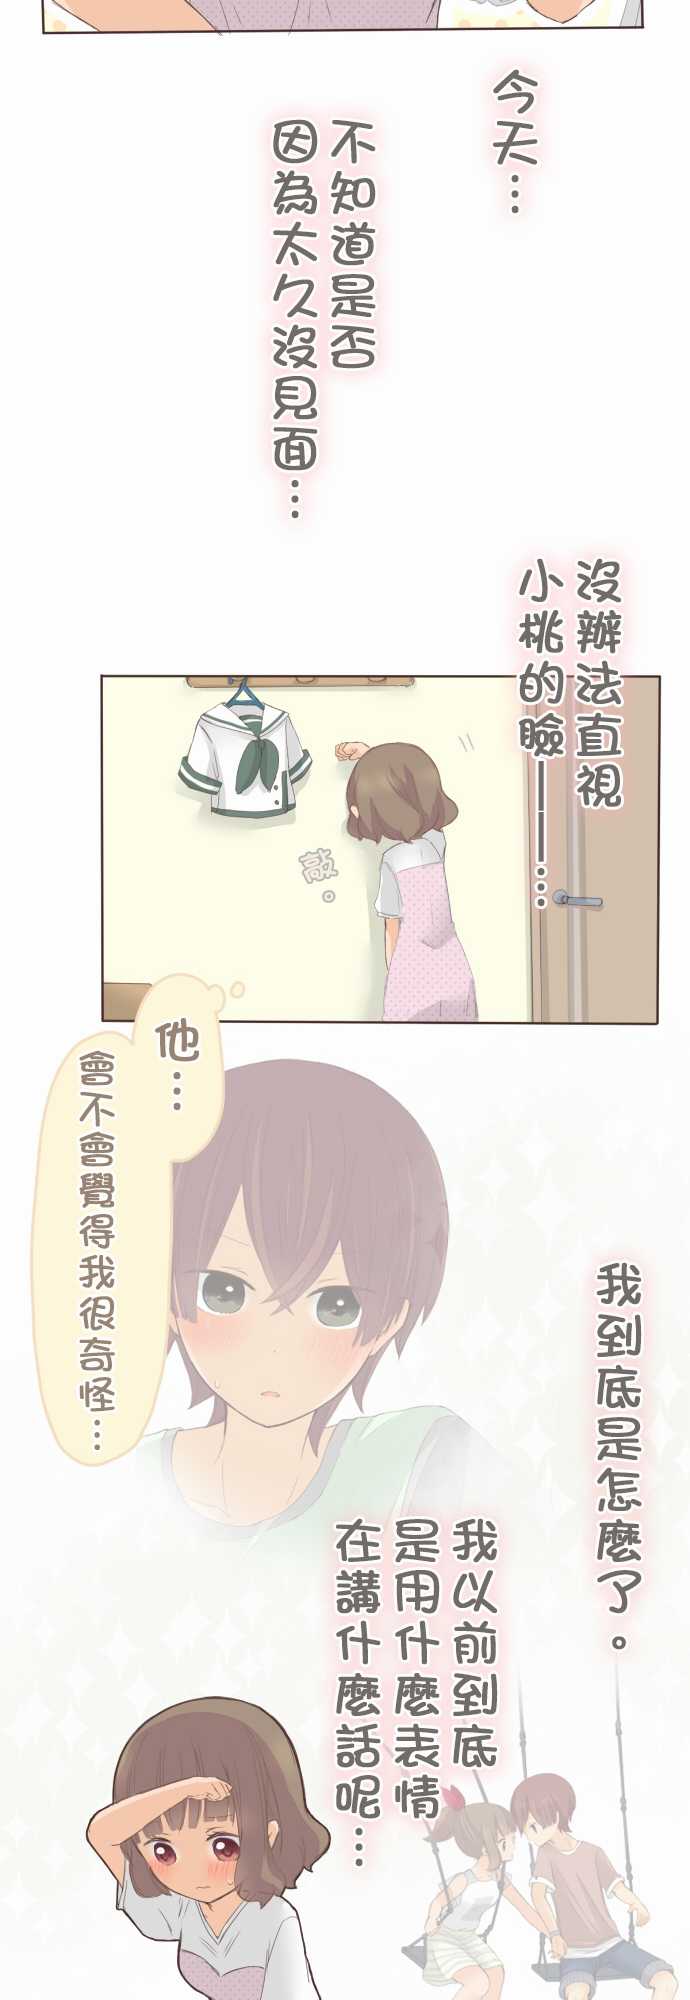 今天…
不知道是否
因為太久沒見面…
沒辦法直視
小桃的臉——…
敲。
他…
會不會覺得我很奇怪…
我到底是怎麼了。
我以前到底
是用什麼表情
在講什麼話呢…